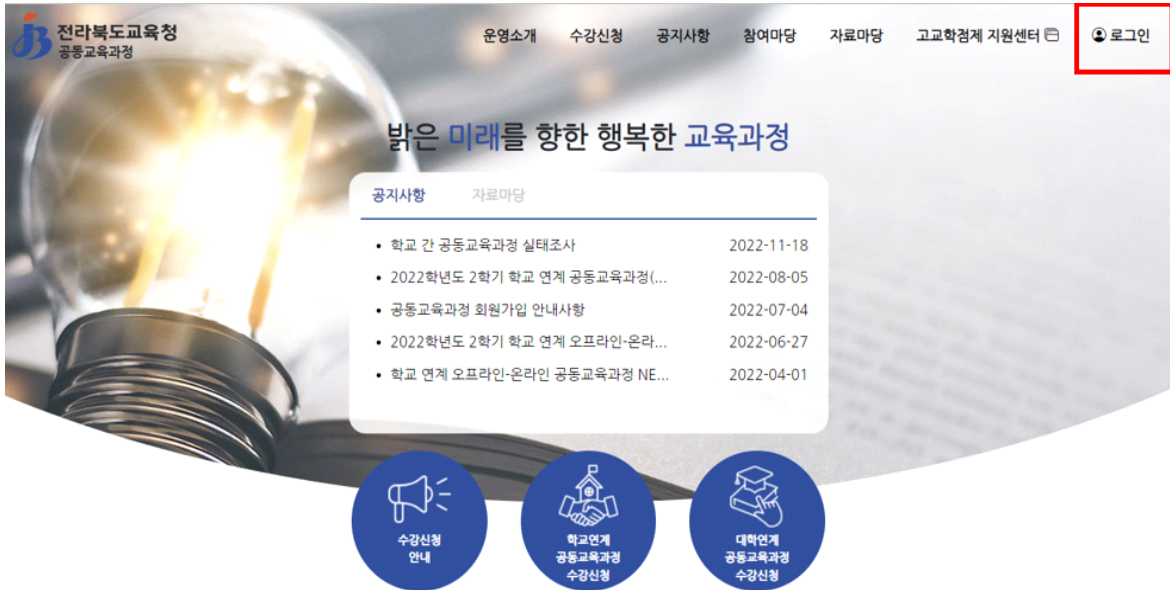 전라북도교육청
공동교육과정
운영소개 수강신청 공지사항 참여마당 자료마당 고교학점제 지원센터 로그인
밝은 미래를 향한 행복한 교육과정
공지사항 자료마당
• 학교 간 공동교육과정 실태조사 2022-11-18
• 2022학년도 2학기 학교 연계 공동교육과정(... 2022-08-05
• 공동교육과정 회원가입 안내사항 2022-07-04
• 2022학년도 2학기 학교 연계 오프라인-온라... 2022-06-27
• 학교 연계 오프라인-온라인 공동교육과정 NE... 2022-04-01
수강신청
안내
학교연계
공동교육과정
수강신청
대학연계
공동교육과정
수강신청